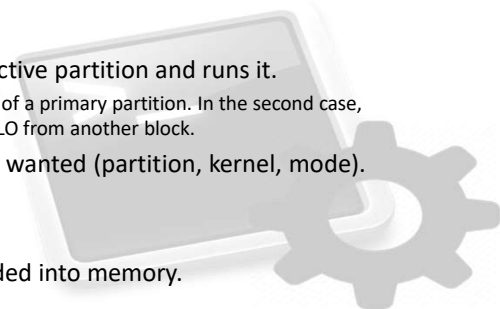 ctive partition and runs it.
of a primary partition. In the second case,
LO from another block.
wanted (partition, kernel, mode).
ded into memory.